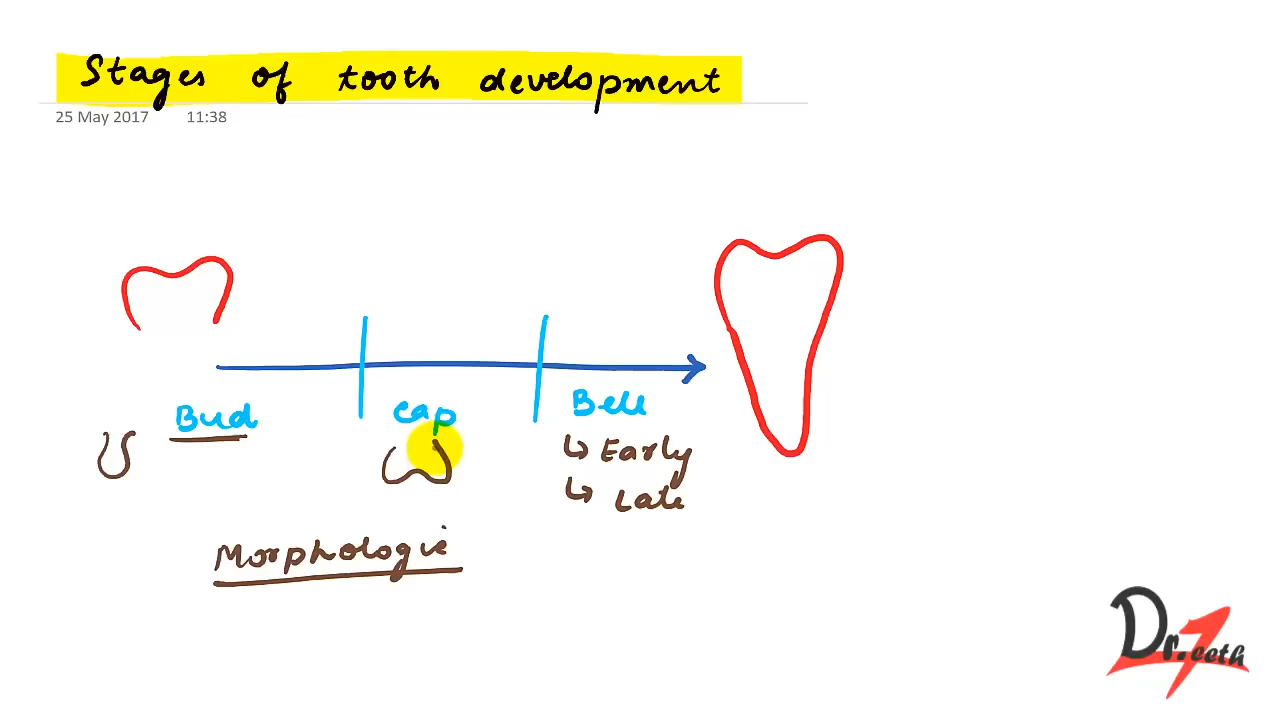 Stages of tooth development
25 May 2017 11:38
Bud cap Bell
↳ Early
↳ Late
Morphologic
Dr. Teeth